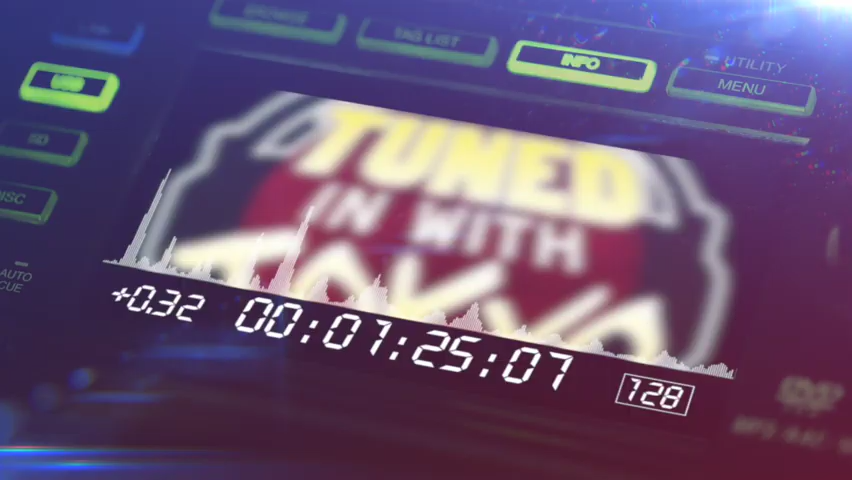 BROWSE
TAG LIST
INFO
UTILITY
MENU
USB
SD
DISC
AUTO
CUE
TUNED
IN WITH
TOKYO
+0.32
00:01:25:07
128